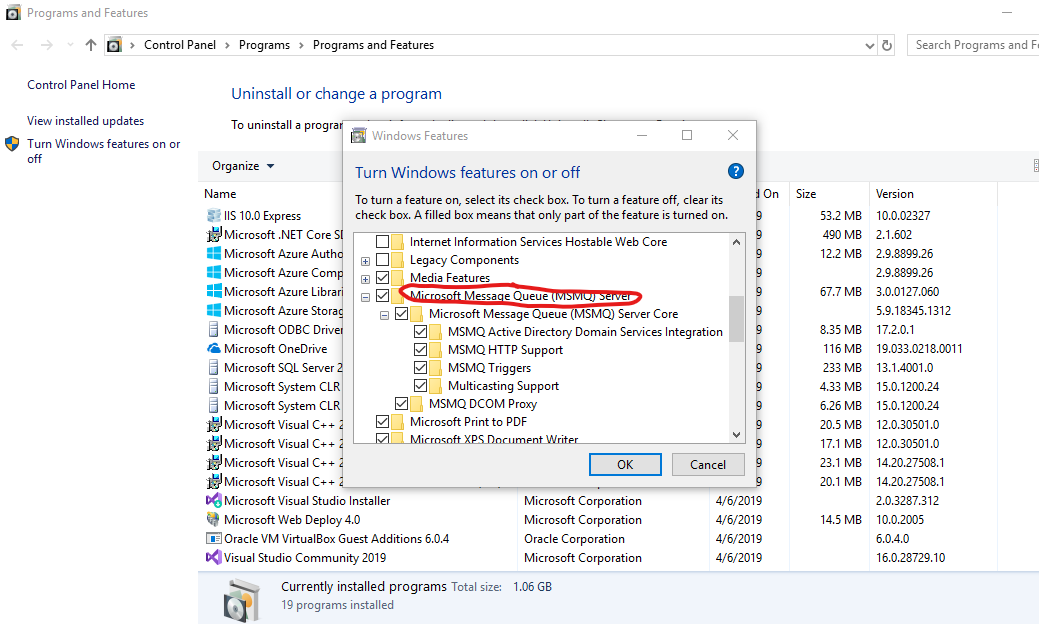 Programs and Features
Control Panel > Programs > Programs and Features
Search Programs and Fe
Control Panel Home
View installed updates
Turn Windows features on or
off
Uninstall or change a program
To uninstall a progra
Organize
Name
d On
Size
Version
IIS 10.0 Express
9
53.2 MB
10.0.02327
Microsoft .NET Core SD
9
490 MB
2.1.602
Microsoft Azure Autho
9
12.2 MB
2.9.8899.26
Microsoft Azure Comp
9
2.9.8899.26
Microsoft Azure Librari
9
67.7 MB
3.0.0127.060
Microsoft Azure Storag
9
5.9.18345.1312
Microsoft ODBC Driver
9
8.35 MB
17.2.0.1
Microsoft OneDrive
9
116 MB
19.033.0218.0011
Microsoft SQL Server 2
9
233 MB
13.1.4001.0
Microsoft System CLR
9
4.33 MB
15.0.1200.24
Microsoft System CLR
9
6.26 MB
15.0.1200.24
Microsoft Visual C++ 2
9
20.5 MB
12.0.30501.0
Microsoft Visual C++ 2
9
17.1 MB
12.0.30501.0
Microsoft Visual C++ 2
9
23.1 MB
14.20.27508.1
Microsoft Visual C++ 2
9
20.1 MB
14.20.27508.1
Microsoft Visual Studio Installer
Microsoft Corporation
4/6/2019
2.0.3287.312
Microsoft Web Deploy 4.0
Microsoft Corporation
4/6/2019
14.5 MB
10.0.2005
Oracle VM VirtualBox Guest Additions 6.0.4
Oracle Corporation
4/6/2019
6.0.4.0
Visual Studio Community 2019
Microsoft Corporation
4/6/2019
16.0.28729.10
Currently installed programs Total size: 1.06 GB
19 programs installed
Windows Features
Turn Windows features on or off
?
To turn a feature on, select its check box. To turn a feature off, clear its
check box. A filled box means that only part of the feature is turned on.
Internet Information Services Hostable Web Core
Legacy Components
Media Features
Microsoft Message Queue (MSMQ) Server
Microsoft Message Queue (MSMQ) Server Core
MSMQ Active Directory Domain Services Integration
MSMQ HTTP Support
MSMQ Triggers
Multicasting Support
MSMQ DCOM Proxy
Microsoft Print to PDF
Microsoft XPS Document Writer
OK
Cancel